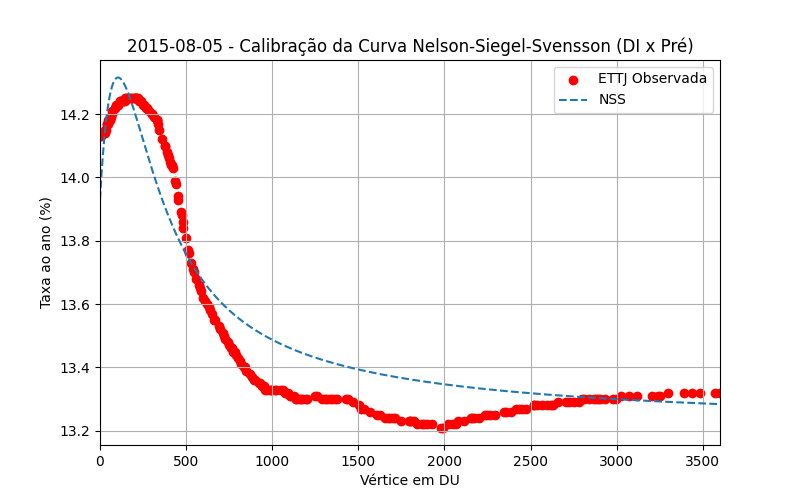 2015-08-05 - Calibração da Curva Nelson-Siegel-Svensson (DI x Pré)
ETTJ Observada
NSS
Taxa ao ano (%)
14.2
14.0
13.8
13.6
13.4
13.2
0 500 1000 1500 2000 2500 3000 3500
Vértice em DU